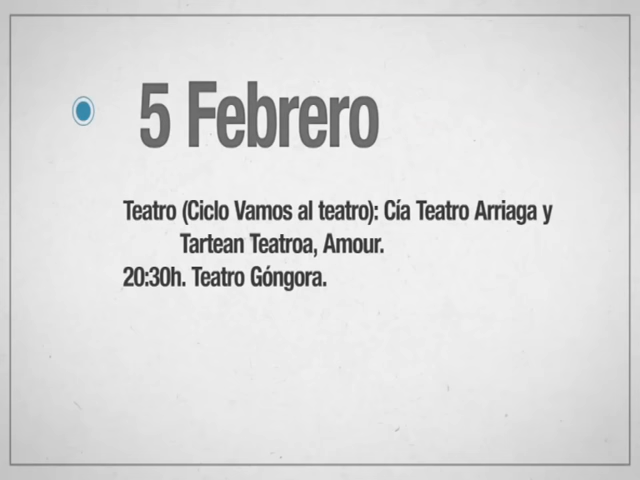 5 Febrero
Teatro (Ciclo Vamos al teatro): Cía Teatro Arriaga y
Tartean Teatroa, Amour.
20:30h. Teatro Góngora.